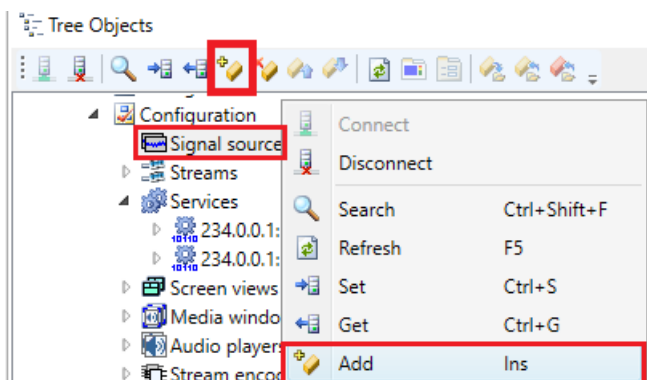 Tree Objects
Configuration
Signal source
Streams
Services
234.0.0.1:
234.0.0.1:
Screen views
Media windo
Audio players
Stream encod
Connect
Disconnect
Search Ctrl+Shift+F
Refresh F5
Set Ctrl+S
Get Ctrl+G
Add Ins